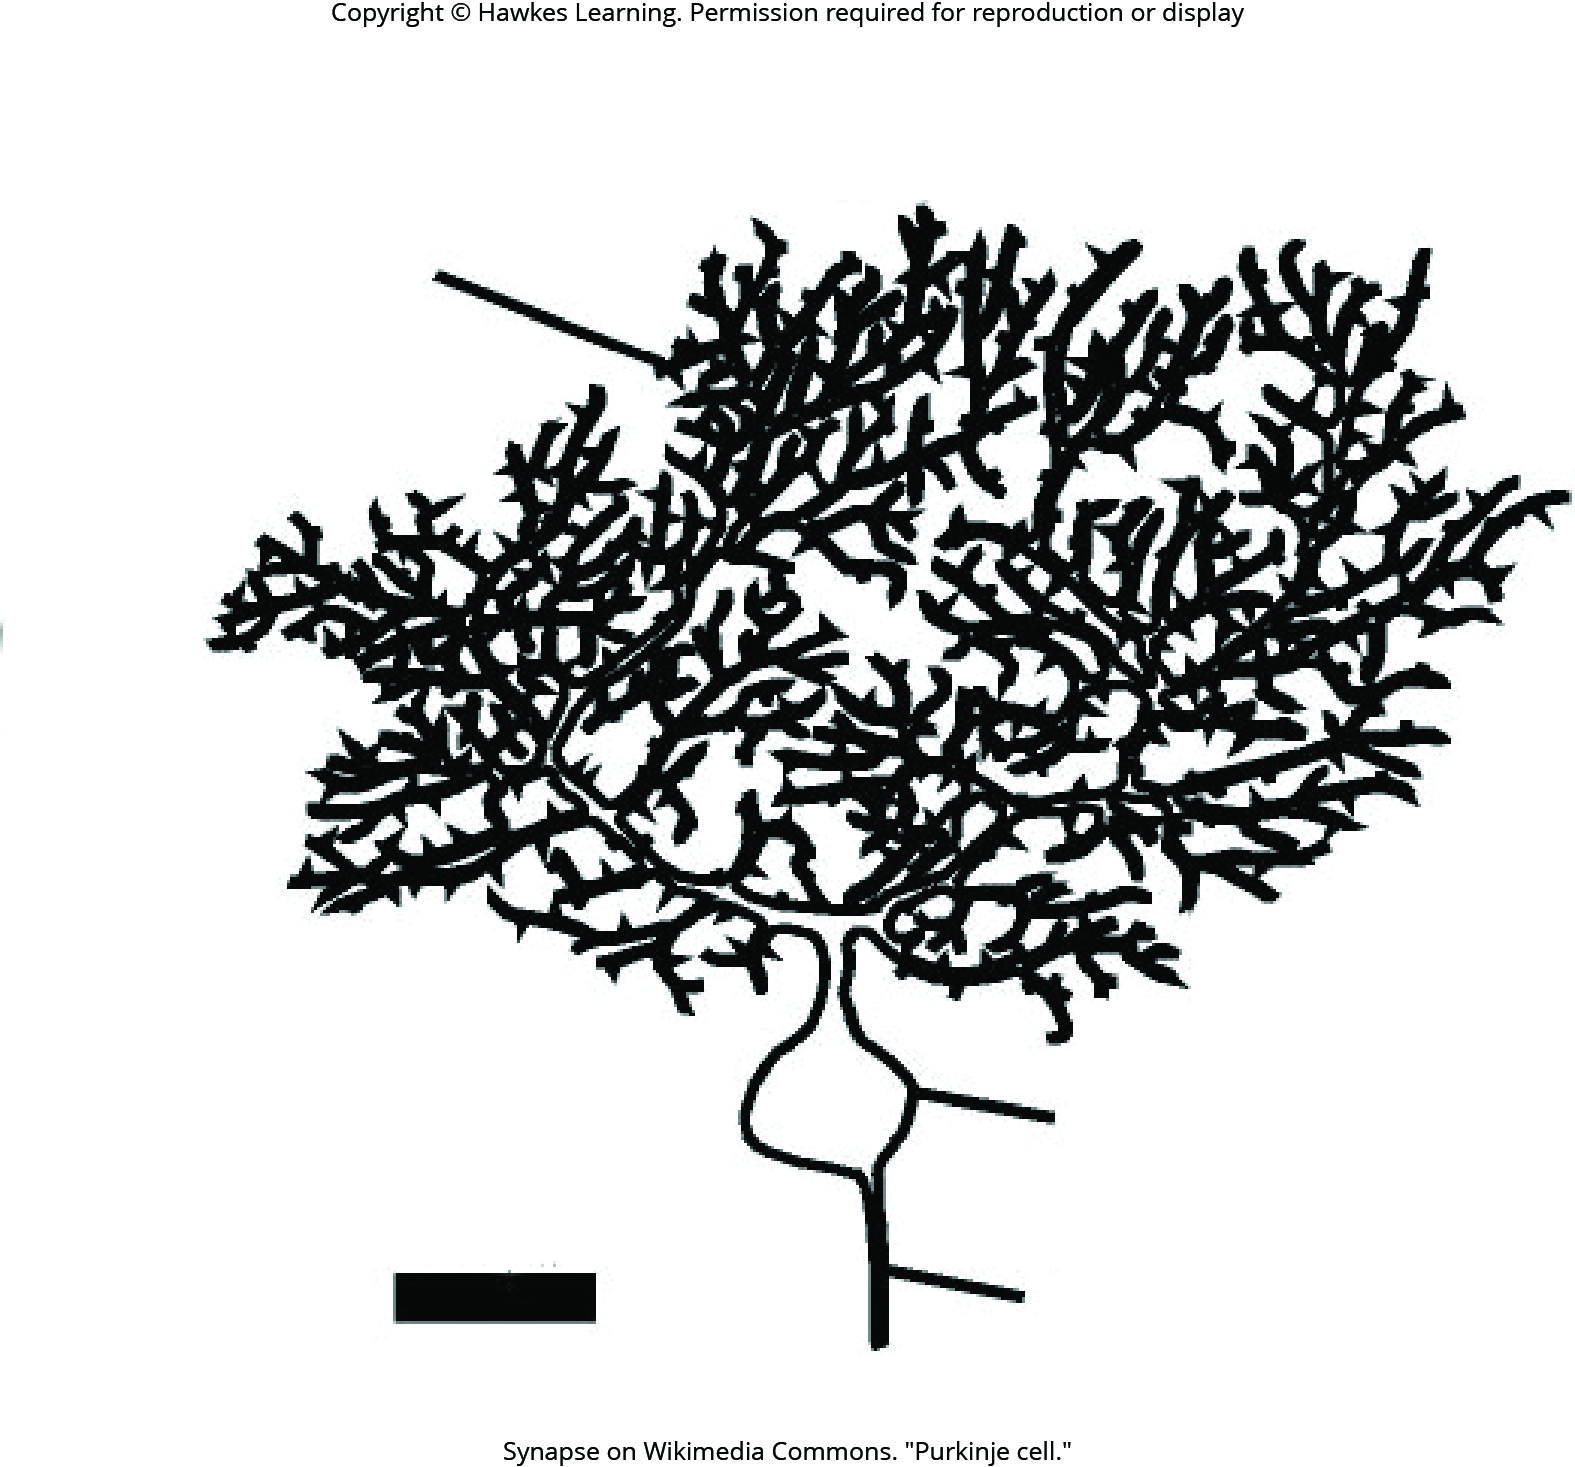 Copyright © Hawkes Learning. Permission required for reproduction or display
Synapse on Wikimedia Commons. "Purkinje cell."